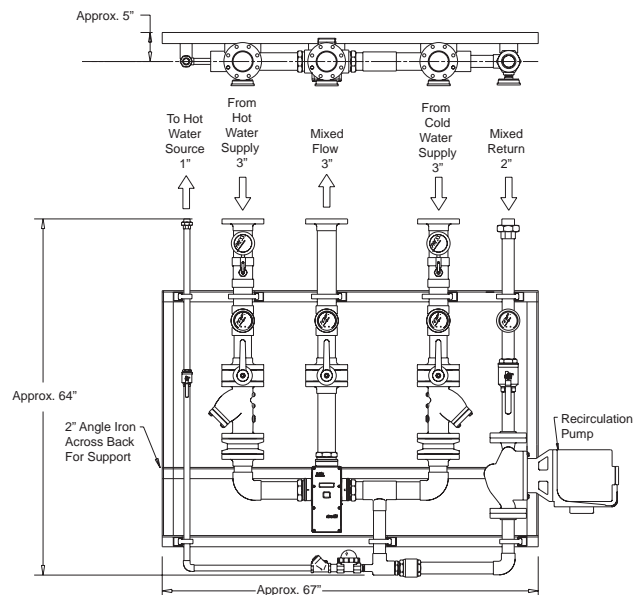 Approx. 5”
To Hot
Water
Source
1”
From
Hot
Water
Supply
3”
Mixed
Flow
3”
From
Cold
Water
Supply
3”
Mixed
Return
2”
Approx. 64”
2” Angle Iron
Across Back
For Support
Recirculation
Pump
Approx. 67”